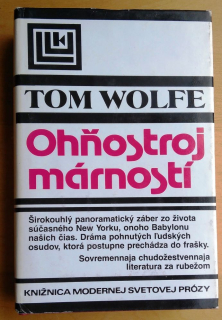 TOM WOLFE
Ohňostroj
márností
Širokouhlý panoramatický záber zo života
súčasného New Yorku, onoho Babylonu
našich čias. Dráma pohnutých ľudských
osudov, ktorá postupne prechádza do frašky.
Sovremennaja chudožestvennaja
literatura za rubežom
KNIŽNICA MODERNEJ SVETOVEJ PRÓZY